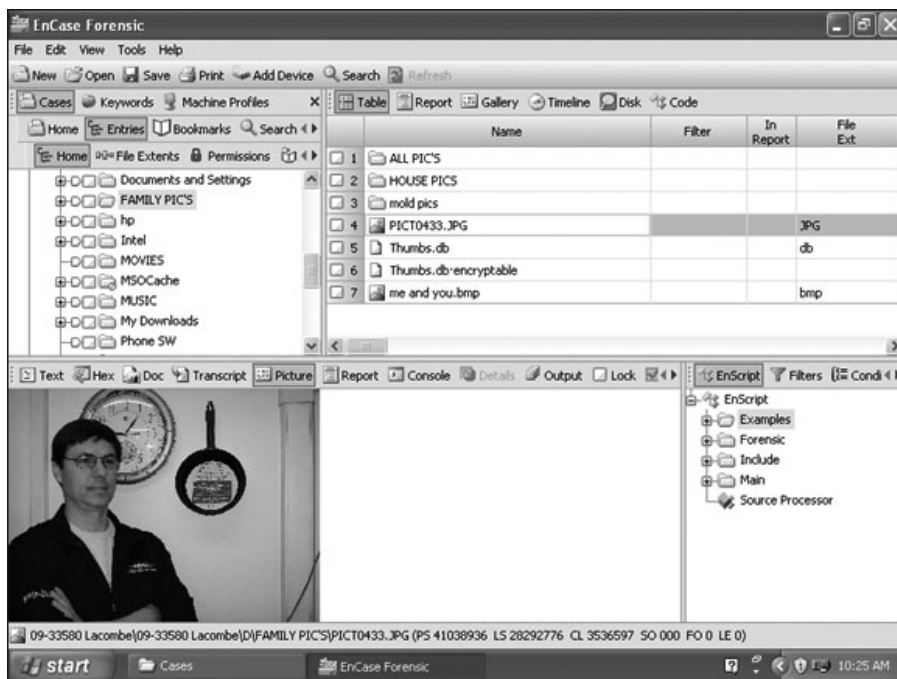 EnCase Forensic
File Edit View Tools Help
New Open Save Print Add Device Search Refresh
Cases Keywords Machine Profiles
Table Report Gallery Timeline Disk Code
Home Entries Bookmarks Search
Home File Extents Permissions
Name Filter In Report File Ext
Documents and Settings
FAMILY PIC'S
hp
Intel
MOVIES
MSOCache
MUSIC
My Downloads
Phone SW
1 ALL PIC'S
2 HOUSE PICS
3 mold pics
4 PICT0433.JPG JPG
5 Thumbs.db db
6 Thumbs.db·encryptable
7 me and you.bmp bmp
Text Hex Doc Transcript Picture Report Console Details Output Lock
EnScript Filters Condi
EnScript
Examples
Forensic
Include
Main
Source Processor
09-33580 Lacombe\09-33580 Lacombe\D\FAMILY PIC'S\PICT0433.JPG (PS 41038936 LS 28292776 CL 3536597 SO 000 FO 0 LE 0)
start Cases EnCase Forensic 10:25 AM